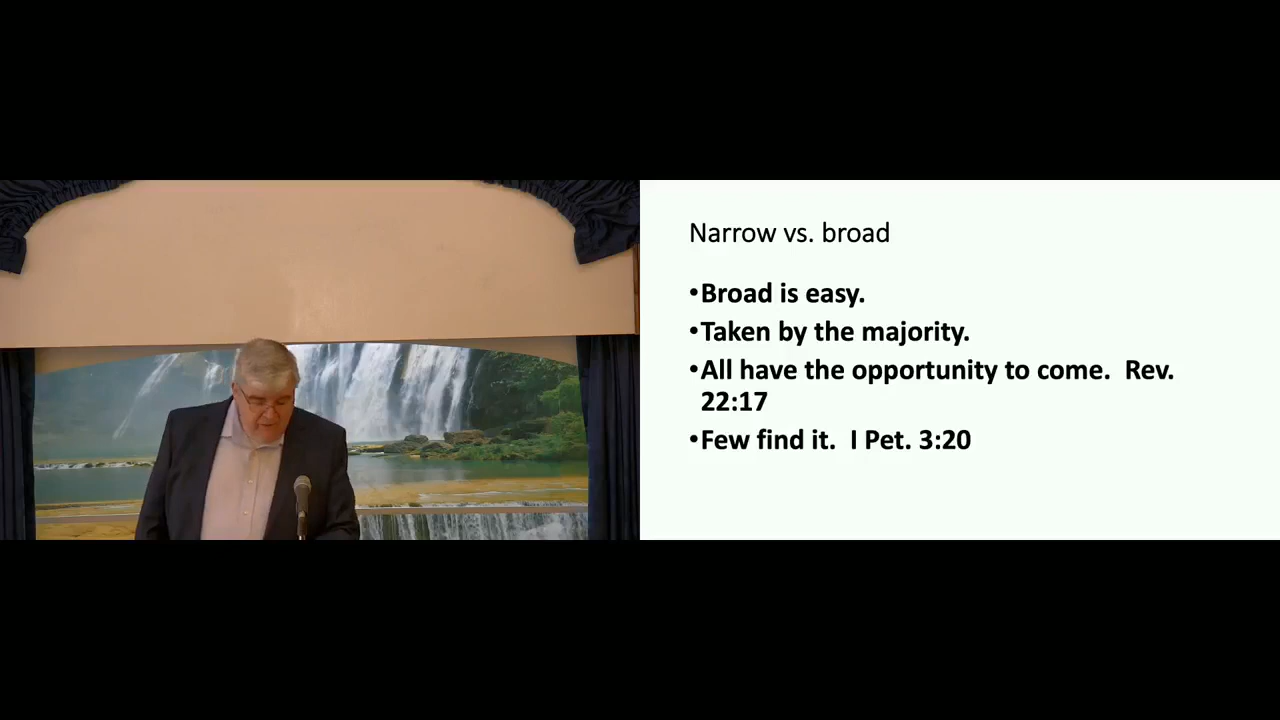 Narrow vs. broad
•Broad is easy.
•Taken by the majority.
•All have the opportunity to come.  Rev.
22:17
•Few find it.  I Pet. 3:20